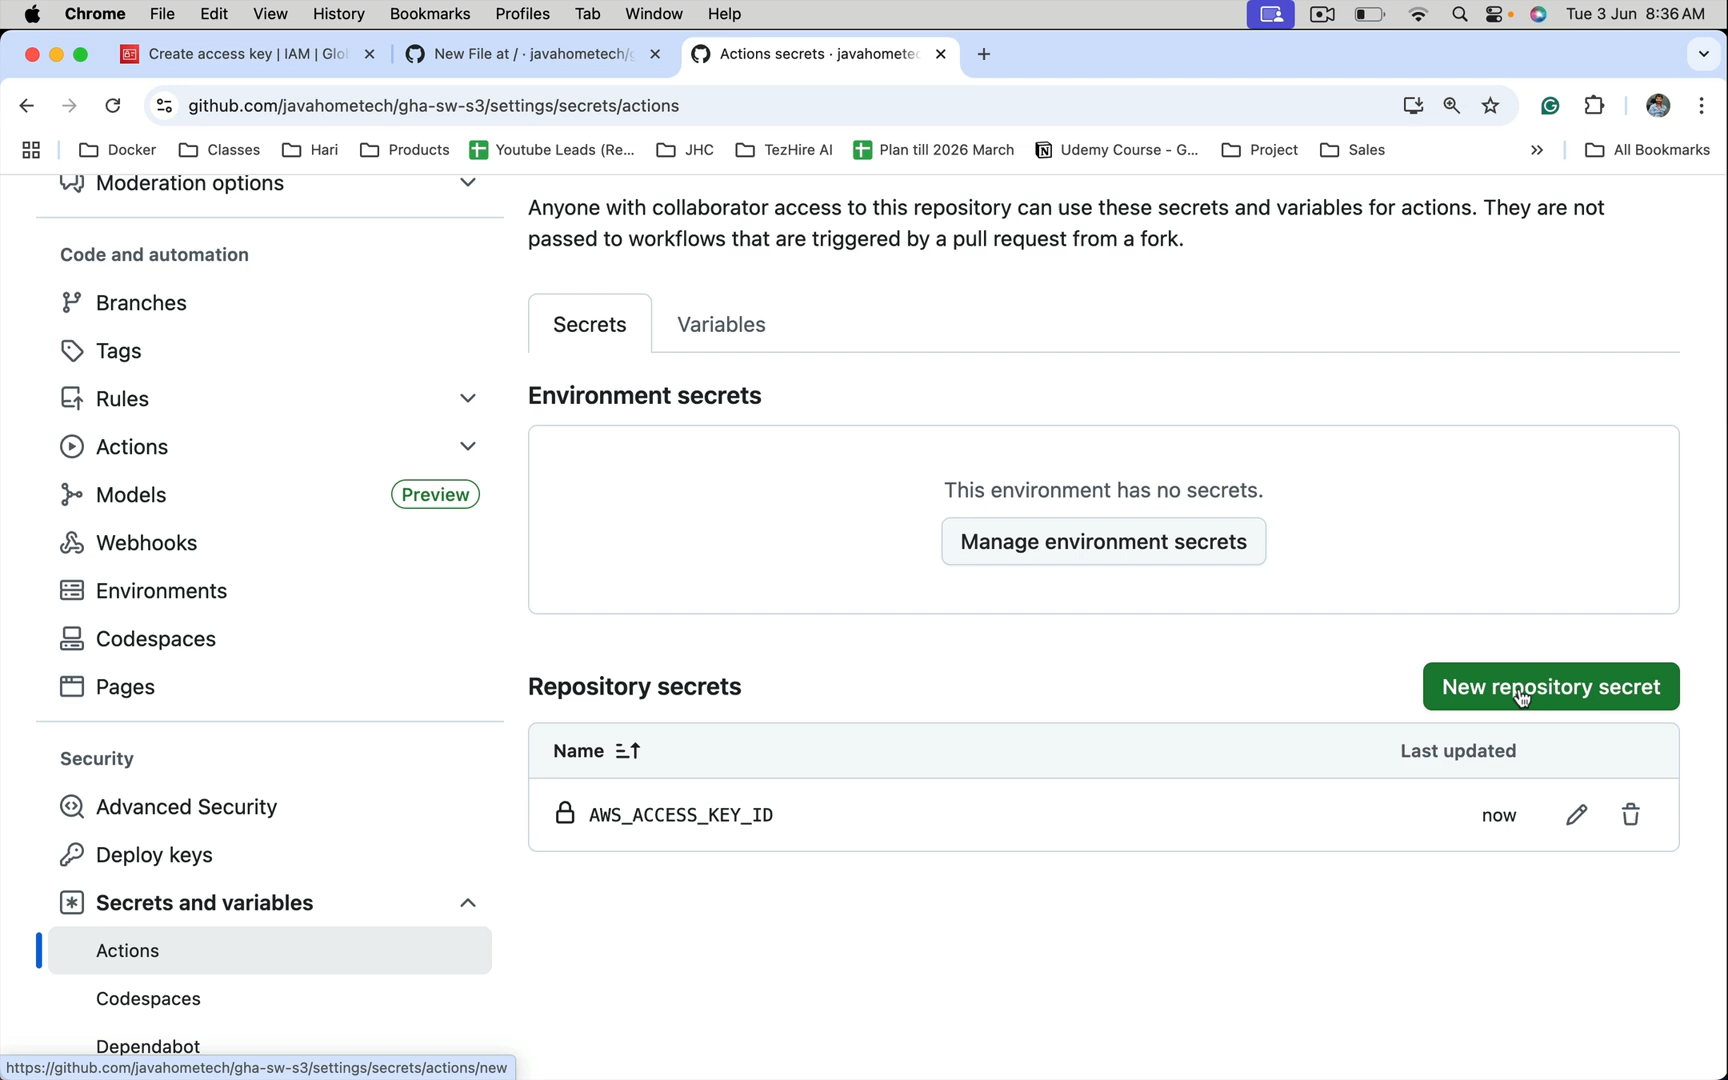 Chrome File Edit View History Bookmarks Profiles Tab Window Help Tue 3 Jun 8:36 AM
Create access key | IAM | Glo New File at / · javahometech/g Actions secrets · javahometec
github.com/javahometech/gha-sw-s3/settings/secrets/actions
Docker Classes Hari Products Youtube Leads (Re... JHC TezHire AI Plan till 2026 March Udemy Course - G... Project Sales » All Bookmarks
Moderation options
Code and automation
Branches
Tags
Rules
Actions
Models Preview
Webhooks
Environments
Codespaces
Pages
Security
Advanced Security
Deploy keys
Secrets and variables
Actions
Codespaces
Dependabot
Anyone with collaborator access to this repository can use these secrets and variables for actions. They are not
passed to workflows that are triggered by a pull request from a fork.
Secrets Variables
Environment secrets
This environment has no secrets.
Manage environment secrets
Repository secrets New repository secret
Name Last updated
AWS_ACCESS_KEY_ID now
https://github.com/javahometech/gha-sw-s3/settings/secrets/actions/new